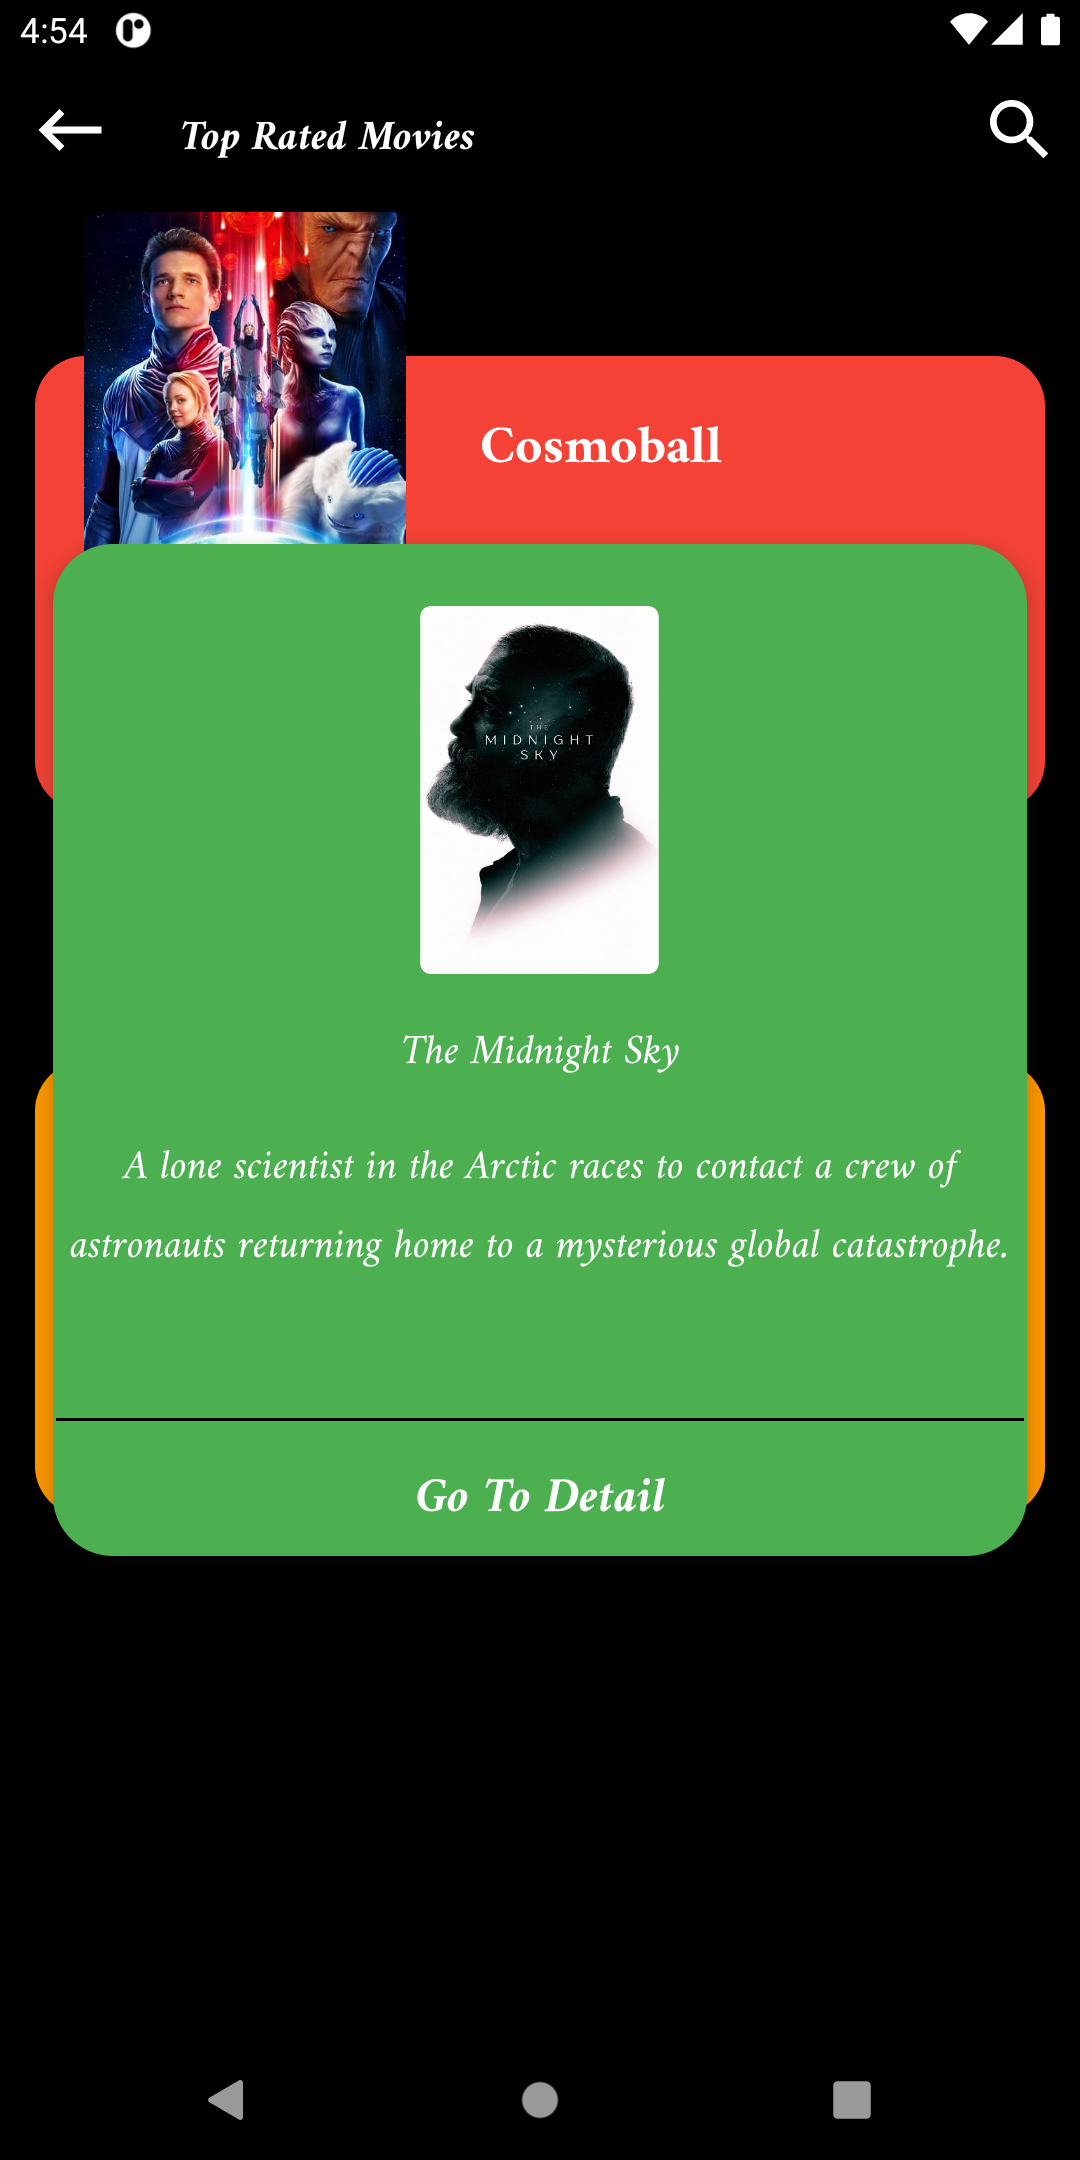 4:54
Top Rated Movies
Cosmoball
THE
MIDNIGHT
SKY
The Midnight Sky
A lone scientist in the Arctic races to contact a crew of
astronauts returning home to a mysterious global catastrophe.
Go To Detail